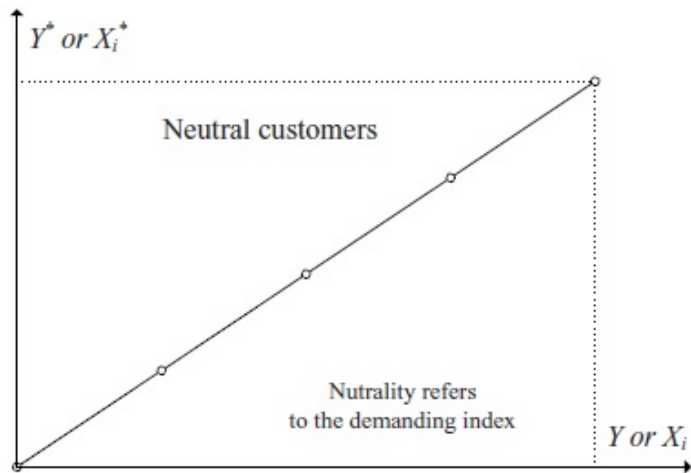 Y* or Xi*
Neutral customers
Nutrality refers
to the demanding index
Y or Xi